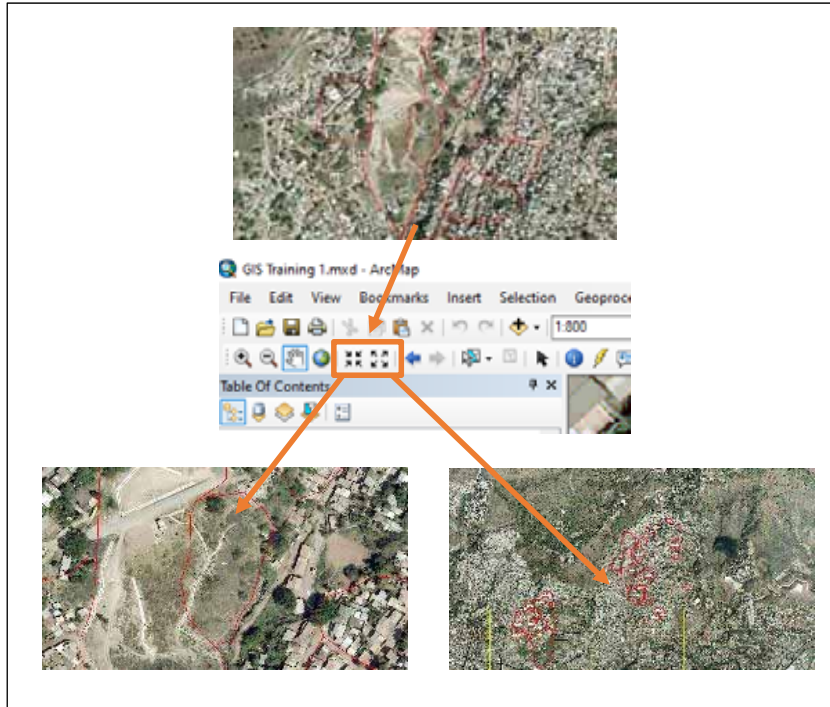 GIS Training 1.mxd - ArcMap
File Edit View Bookmarks Insert Selection Geoproce
1:800
Table Of Contents